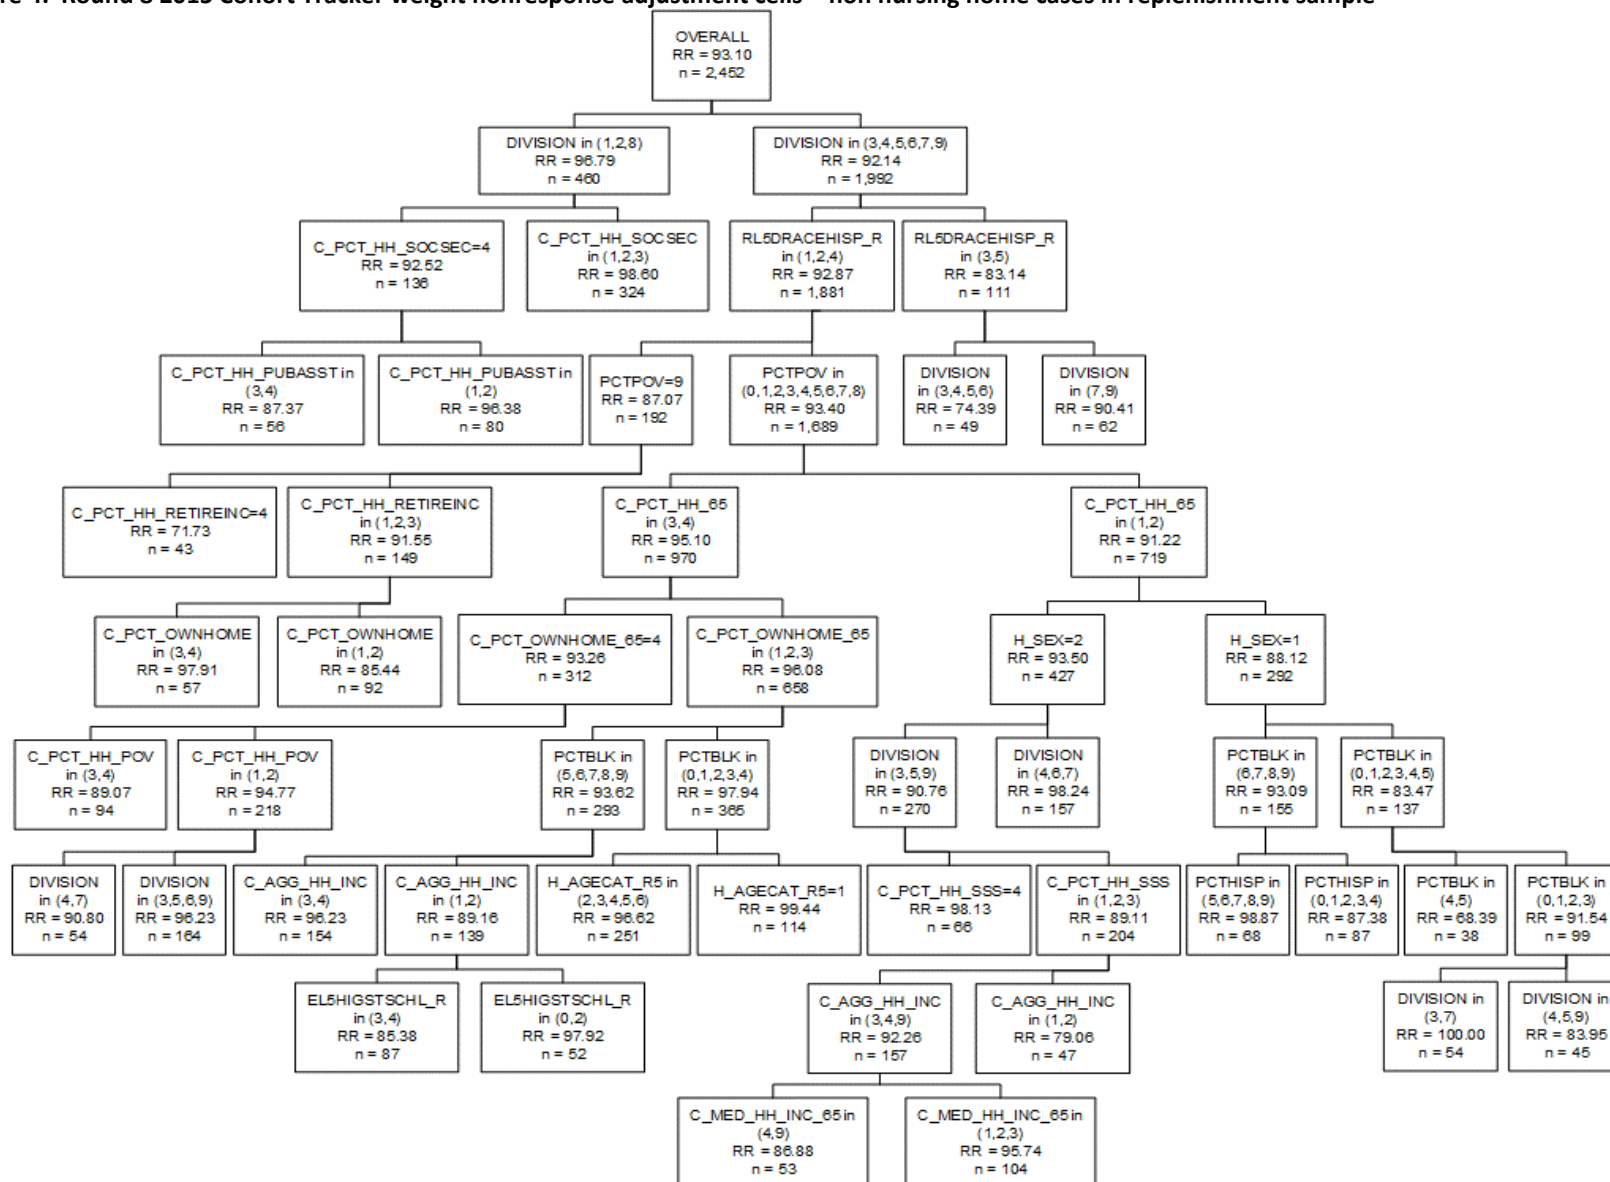 re 4. Round 8 2015 Cohort Tracker weight nonresponse adjustment cells – non nursing home cases in replenishment sample
OVERALL
RR = 93.10
n = 2,452
DIVISION in (1,2,8)
RR = 96.79
n = 460
DIVISION in (3,4,5,6,7,9)
RR = 92.14
n = 1,992
C_PCT_HH_SOCSEC=4
RR = 92.52
n = 136
C_PCT_HH_SOCSEC
in (1,2,3)
RR = 98.60
n = 324
RL5DRACEHISP_R
in (1,2,4)
RR = 92.87
n = 1,881
RL5DRACEHISP_R
in (3,5)
RR = 83.14
n = 111
C_PCT_HH_PUBASST in
(3,4)
RR = 87.37
n = 56
C_PCT_HH_PUBASST in
(1,2)
RR = 96.38
n = 80
PCTPOV=9
RR = 87.07
n = 192
PCTPOV in
(0,1,2,3,4,5,6,7,8)
RR = 93.40
n = 1,689
DIVISION
in (3,4,5,6)
RR = 74.39
n = 49
DIVISION
in (7,9)
RR = 90.41
n = 62
C_PCT_HH_RETIREINC=4
RR = 71.73
n = 43
C_PCT_HH_RETIREINC
in (1,2,3)
RR = 91.55
n = 149
C_PCT_HH_65
in (3,4)
RR = 95.10
n = 970
C_PCT_HH_65
in (1,2)
RR = 91.22
n = 719
C_PCT_OWNHOME
in (3,4)
RR = 97.91
n = 57
C_PCT_OWNHOME
in (1,2)
RR = 85.44
n = 92
C_PCT_OWNHOME_65=4
RR = 93.26
n = 312
C_PCT_OWNHOME_65
in (1,2,3)
RR = 96.08
n = 658
H_SEX=2
RR = 93.50
n = 427
H_SEX=1
RR = 88.12
n = 292
C_PCT_HH_POV
in (3,4)
RR = 89.07
n = 94
C_PCT_HH_POV
in (1,2)
RR = 94.77
n = 218
PCTBLK in
(5,6,7,8,9)
RR = 93.62
n = 293
PCTBLK in
(0,1,2,3,4)
RR = 97.94
n = 365
DIVISION
in (3,5,9)
RR = 90.76
n = 270
DIVISION
in (4,6,7)
RR = 98.24
n = 157
PCTBLK in
(6,7,8,9)
RR = 93.09
n = 155
PCTBLK in
(0,1,2,3,4,5)
RR = 83.47
n = 137
DIVISION
in (4,7)
RR = 90.80
n = 54
DIVISION
in (3,5,6,9)
RR = 96.23
n = 164
C_AGG_HH_INC
in (3,4)
RR = 96.23
n = 154
C_AGG_HH_INC
in (1,2)
RR = 89.16
n = 139
H_AGECAT_R5 in
(2,3,4,5,6)
RR = 96.62
n = 251
H_AGECAT_R5=1
RR = 99.44
n = 114
C_PCT_HH_SSS=4
RR = 98.13
n = 66
C_PCT_HH_SSS
in (1,2,3)
RR = 89.11
n = 204
PCTHISP in
(5,6,7,8,9)
RR = 98.87
n = 68
PCTHISP in
(0,1,2,3,4)
RR = 87.38
n = 87
PCTBLK in
(4,5)
RR = 68.39
n = 38
PCTBLK in
(0,1,2,3)
RR = 91.54
n = 99
EL5HIGSTSCHL_R
in (3,4)
RR = 85.38
n = 87
EL5HIGSTSCHL_R
in (0,2)
RR = 97.92
n = 52
C_AGG_HH_INC
in (3,4,9)
RR = 92.26
n = 157
C_AGG_HH_INC
in (1,2)
RR = 79.06
n = 47
DIVISION in
(3,7)
RR = 100.00
n = 54
DIVISION in
(4,5,9)
RR = 83.95
n = 45
C_MED_HH_INC_65 in
(4,9)
RR = 86.88
n = 53
C_MED_HH_INC_65 in
(1,2,3)
RR = 95.74
n = 104